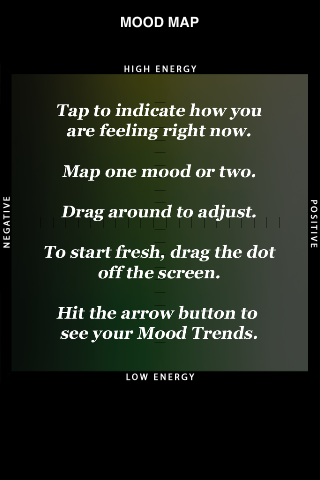 MOOD MAP
HIGH ENERGY
Tap to indicate how you
are feeling right now.
Map one mood or two.
Drag around to adjust.
To start fresh, drag the dot
off the screen.
Hit the arrow button to
see your Mood Trends.
NEGATIVE
POSITIVE
LOW ENERGY